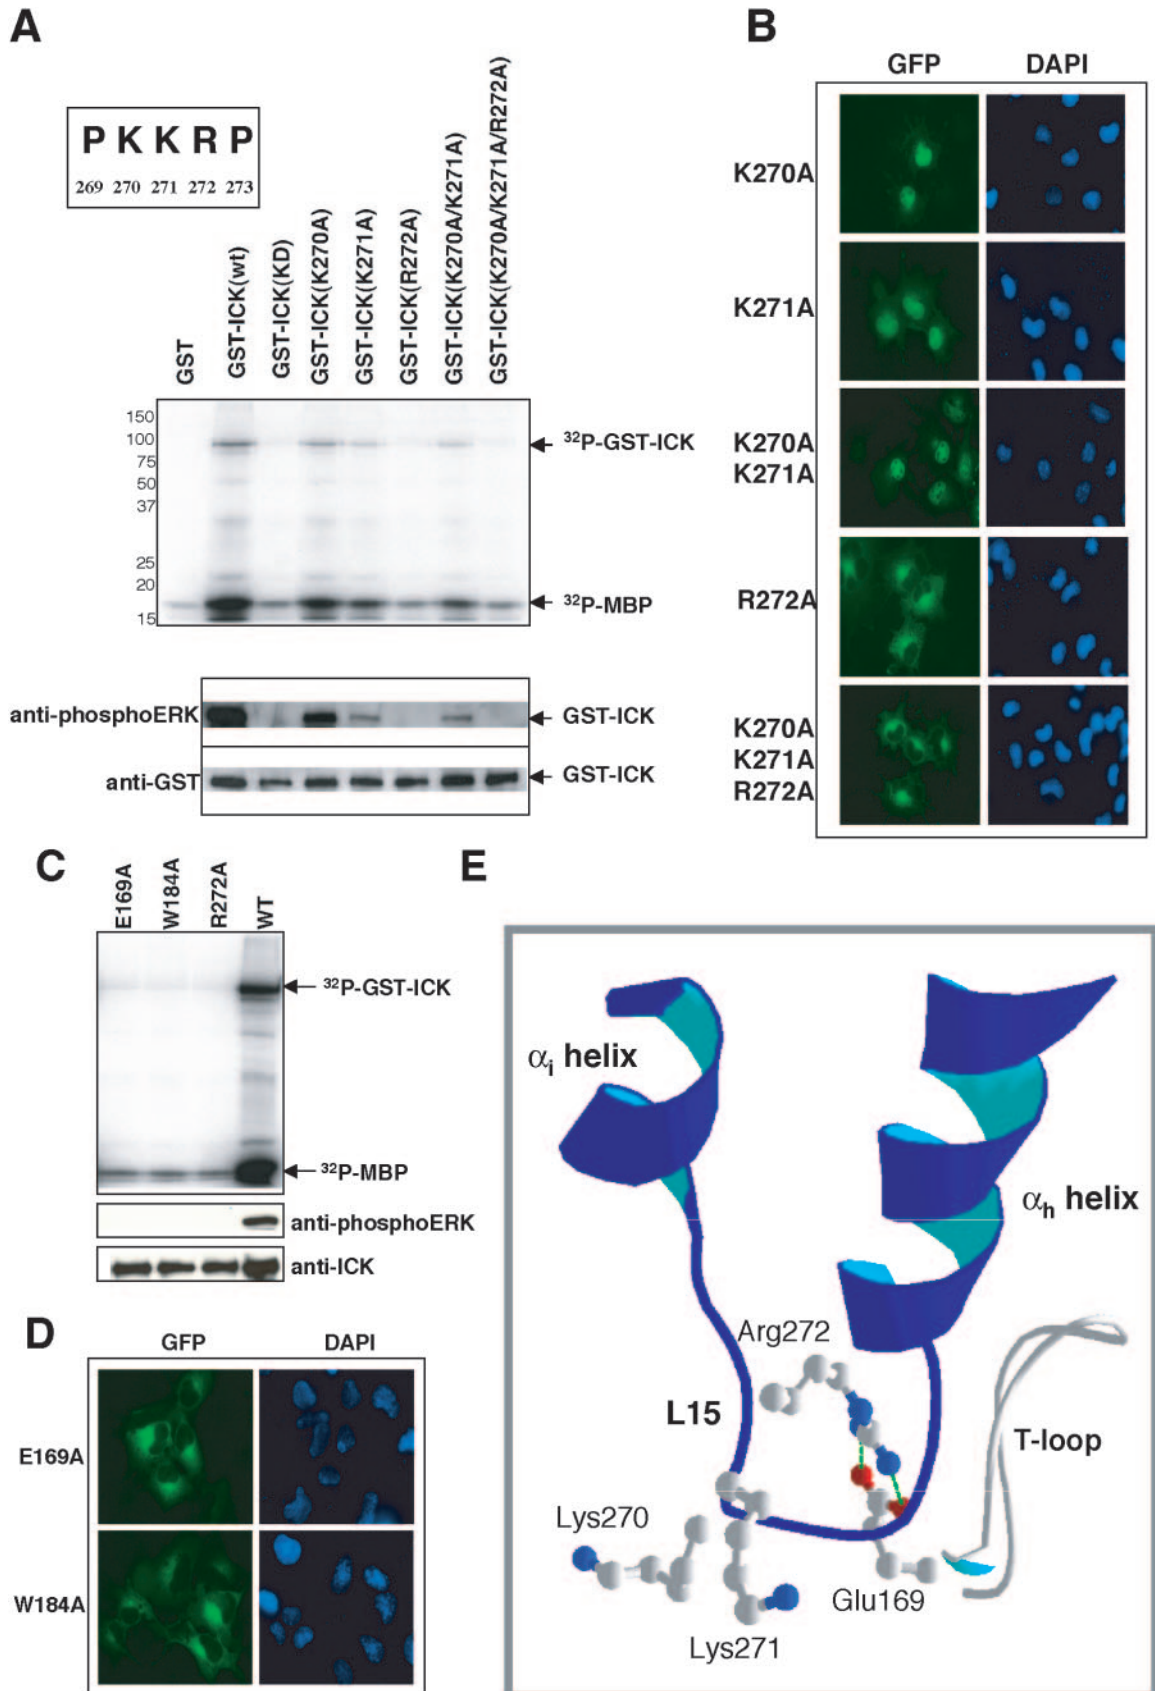 A
P K K R P
269 270 271 272 273
GST
GST-ICK(wt)
GST-ICK(KD)
GST-ICK(K270A)
GST-ICK(K271A)
GST-ICK(R272A)
GST-ICK(K270A/K271A)
GST-ICK(K270A/K271A/R272A)
150
100
75
50
37
25
20
15
32P-GST-ICK
32P-MBP
anti-phosphoERK
GST-ICK
anti-GST
GST-ICK
B
GFP DAPI
K270A
K271A
K270A
K271A
R272A
K270A
K271A
R272A
C
E169A
W184A
R272A
WT
32P-GST-ICK
32P-MBP
anti-phosphoERK
anti-ICK
D
GFP DAPI
E169A
W184A
E
αi helix
αh helix
Arg272
L15
T-loop
Lys270
Glu169
Lys271